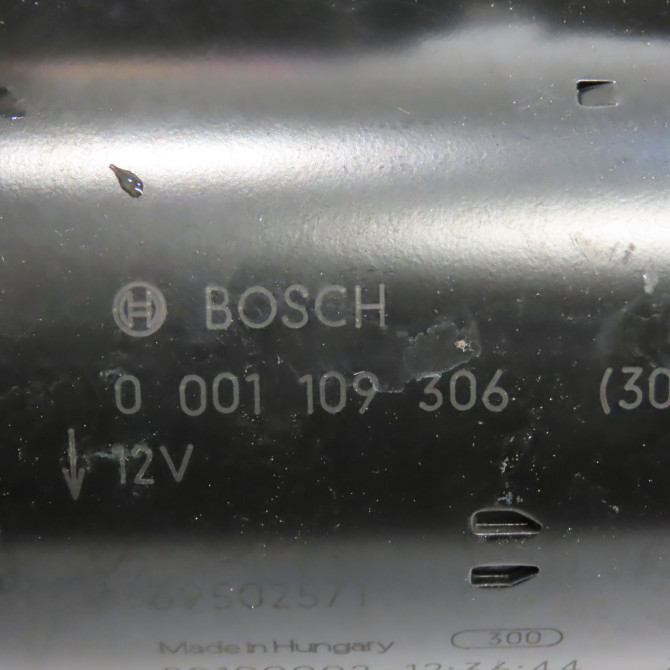 BOSCH
0 001 109 306 (30
12V
69502571
Made in Hungary 300